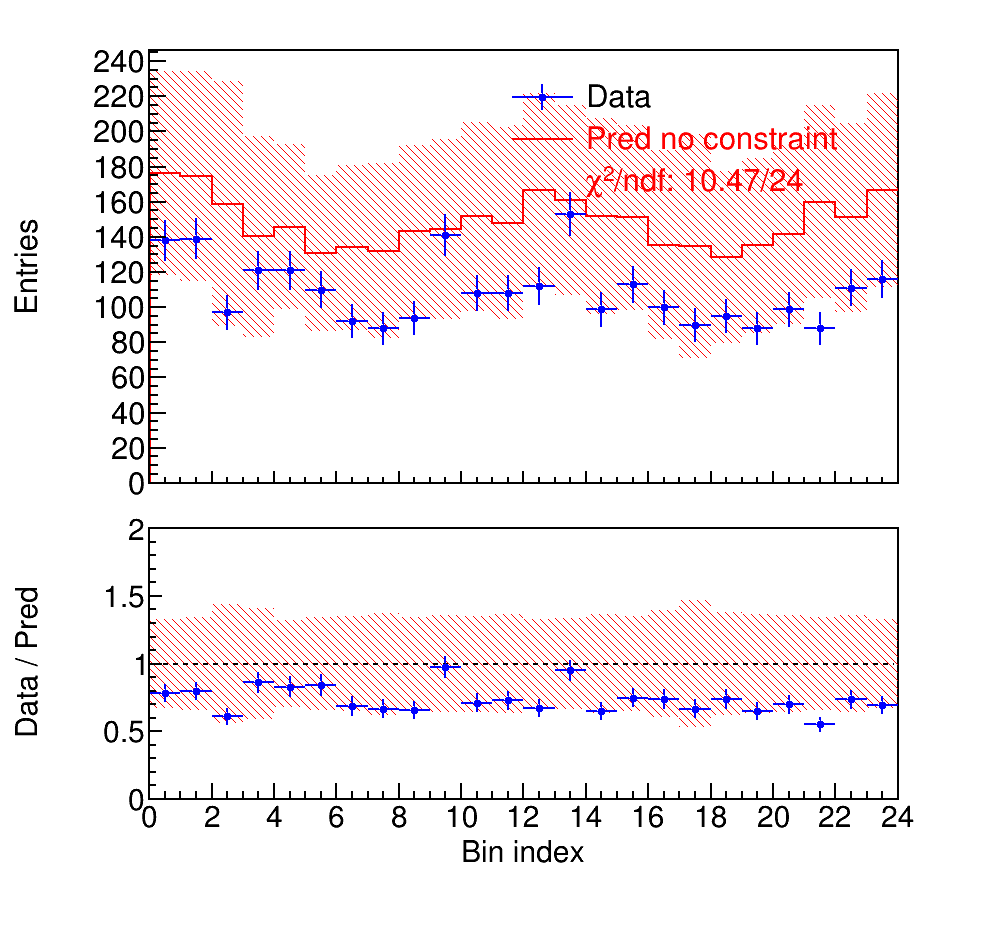 Entries
240
220
200
180
160
140
120
100
80
60
40
20
0
Data
Pred no constraint
χ²/ndf: 10.47/24
Data / Pred
2
1.5
1
0.5
0
0 2 4 6 8 10 12 14 16 18 20 22 24
Bin index